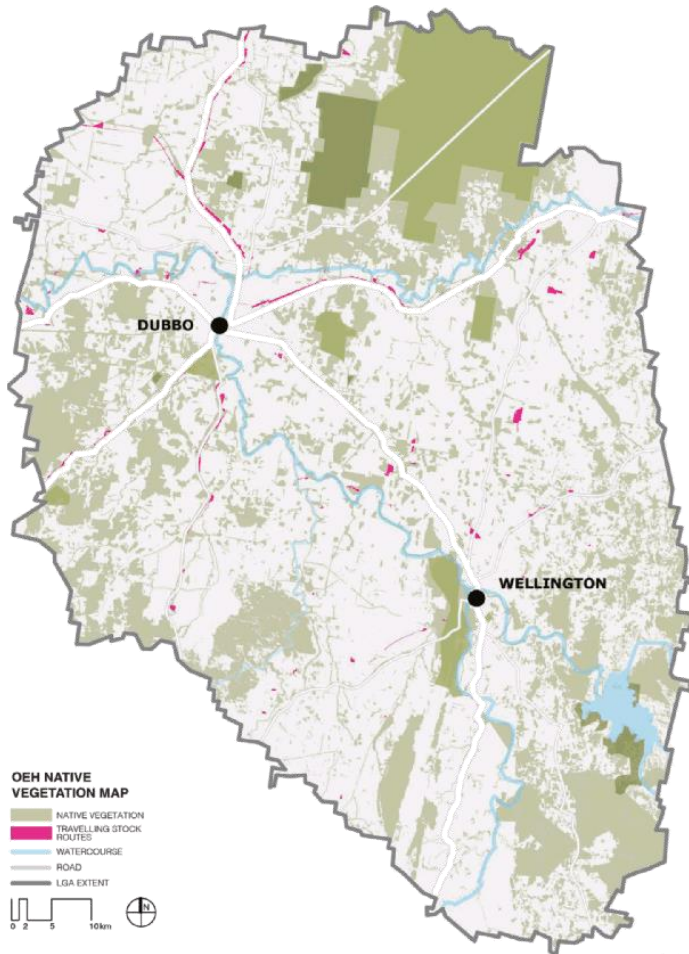 DUBBO
WELLINGTON
OEH NATIVE
VEGETATION MAP
NATIVE VEGETATION
TRAVELLING STOCK
ROUTES
WATERCOURSE
ROAD
LGA EXTENT
N
0 2 5 10km